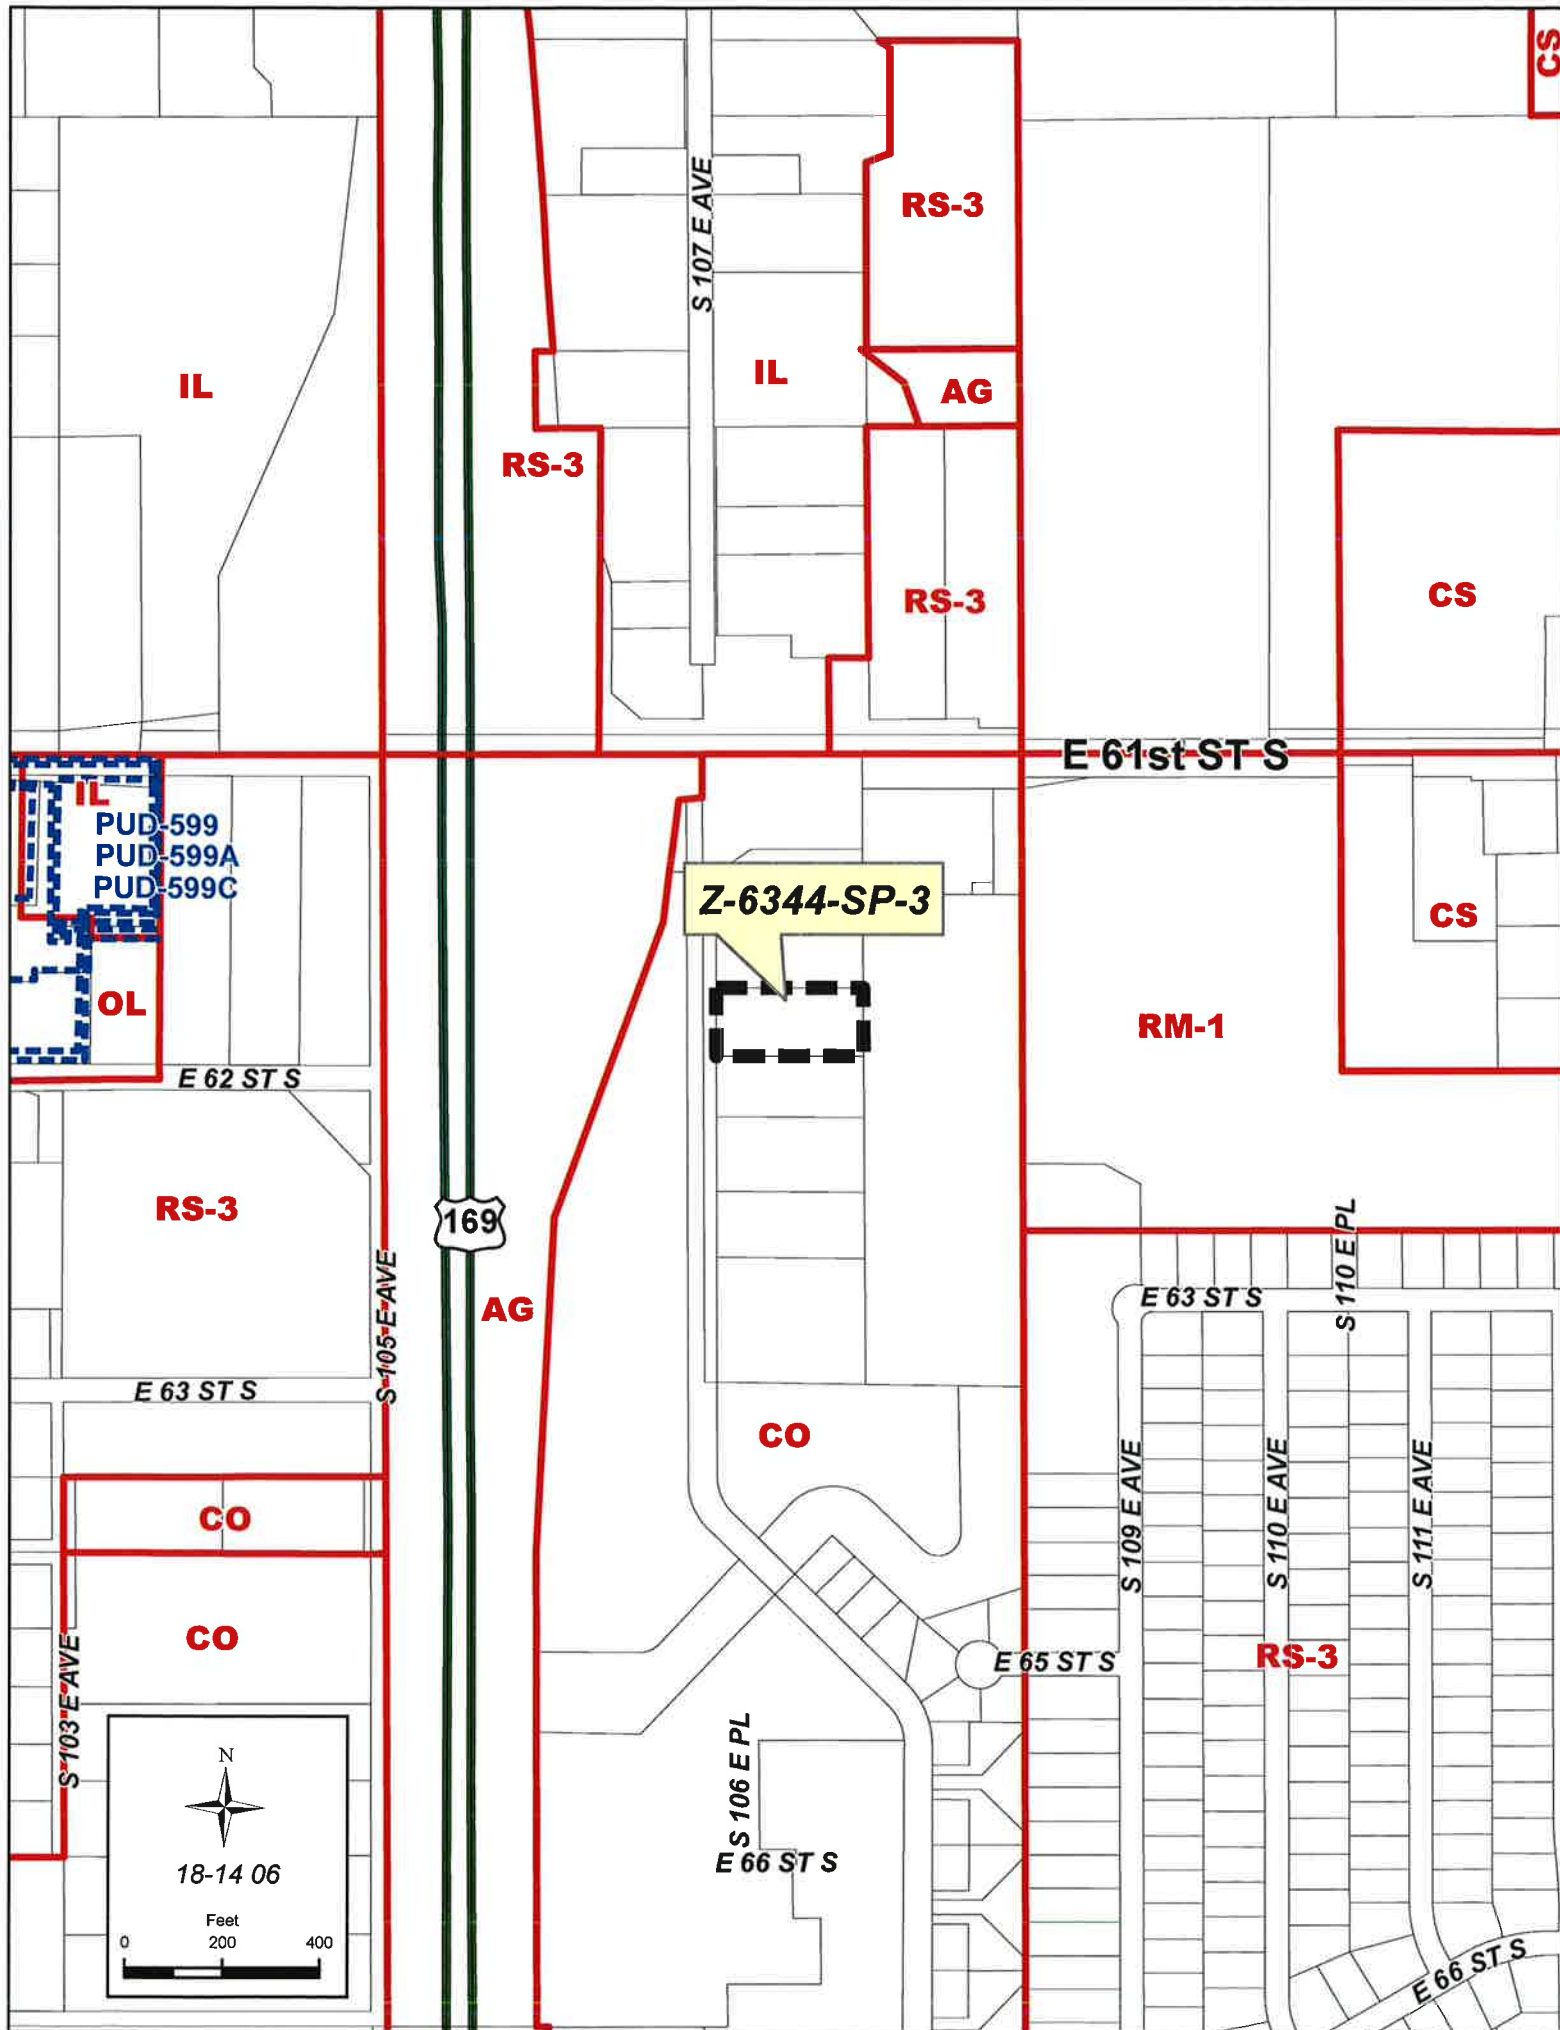 CS
RS-3
S 107 E AVE
IL
IL
AG
RS-3
RS-3
CS
E 61st ST S
IL
PUD-599
PUD-599A
PUD-599C
Z-6344-SP-3
CS
OL
RM-1
E 62 ST S
RS-3
169
S 110 E PL
AG
E 63 ST S
S 105 E AVE
E 63 ST S
CO
CO
S 109 E AVE
S 110 E AVE
S 111 E AVE
CO
RS-3
E 65 ST S
S 103 E AVE
S 106 E PL
E 66 ST S
E 66 ST S
N
18-14 06
Feet
0 200 400